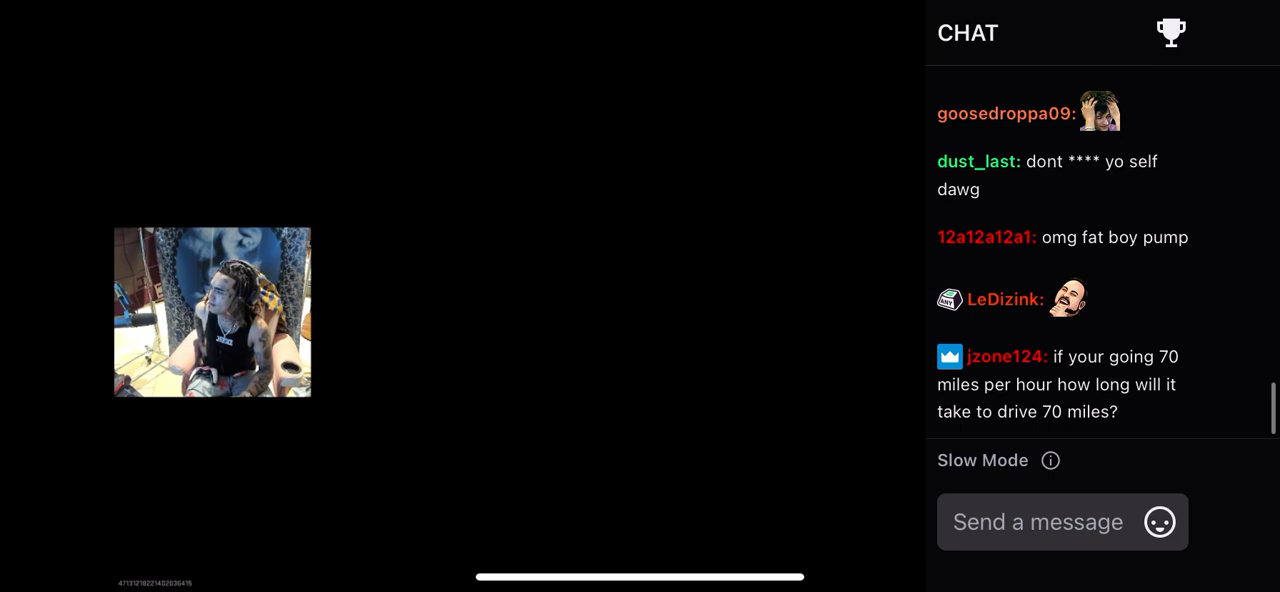 CHAT
goosedroppa09:
dust_last: dont **** yo self
dawg
12a12a12a1: omg fat boy pump
ANY LeDizink:
jzone124: if your going 70
miles per hour how long will it
take to drive 70 miles?
Slow Mode
Send a message